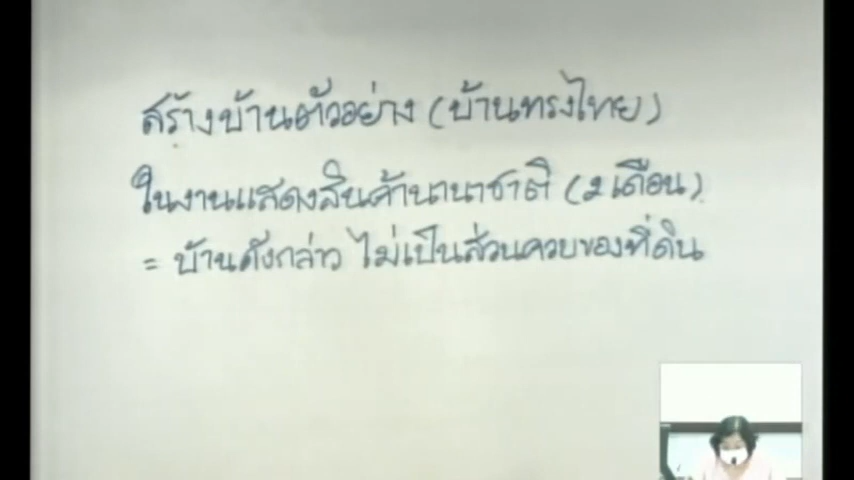 สร้างบ้านตัวอย่าง (บ้านทรงไทย)
ในงานแสดงสินค้านานาชาติ (2 เดือน)
= บ้านดังกล่าว ไม่เป็นส่วนควบของที่ดิน